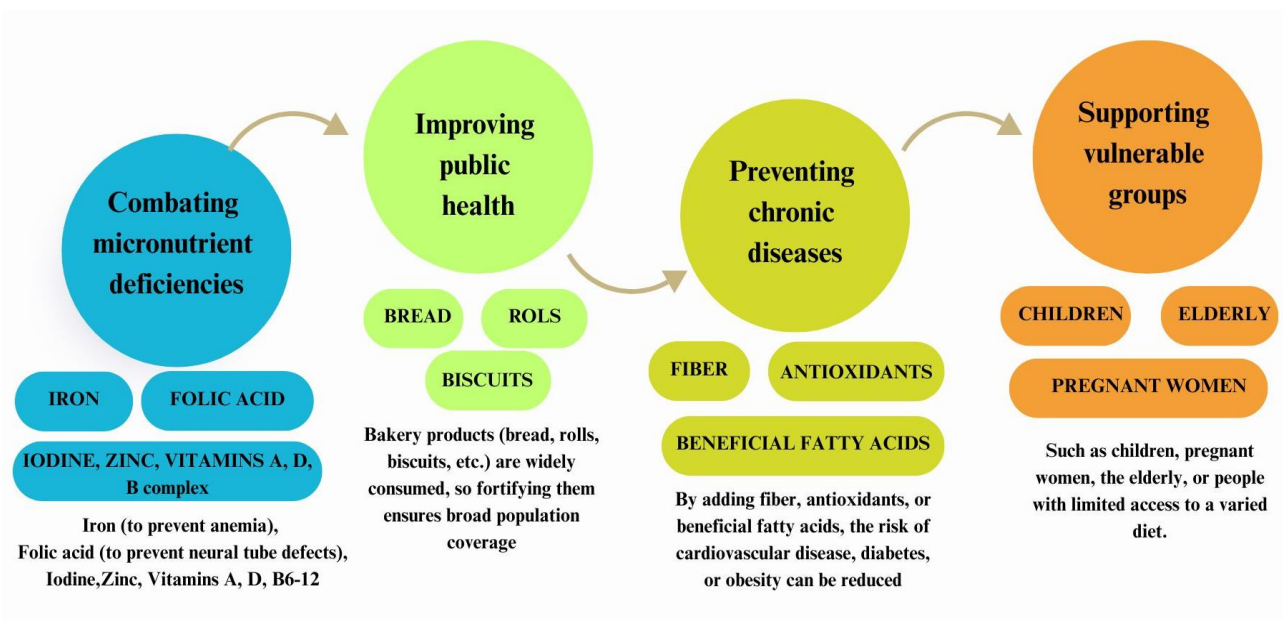 Combating
micronutrient
deficiencies
IRON
FOLIC ACID
IODINE, ZINC, VITAMINS A, D,
B complex
Iron (to prevent anemia),
Folic acid (to prevent neural tube defects),
Iodine,Zinc, Vitamins A, D, B6-12
Improving
public
health
BREAD
ROLS
BISCUITS
Bakery products (bread, rolls,
biscuits, etc.) are widely
consumed, so fortifying them
ensures broad population
coverage
Preventing
chronic
diseases
FIBER
ANTIOXIDANTS
BENEFICIAL FATTY ACIDS
By adding fiber, antioxidants, or
beneficial fatty acids, the risk of
cardiovascular disease, diabetes,
or obesity can be reduced
Supporting
vulnerable
groups
CHILDREN
ELDERLY
PREGNANT WOMEN
Such as children, pregnant
women, the elderly, or people
with limited access to a varied
diet.